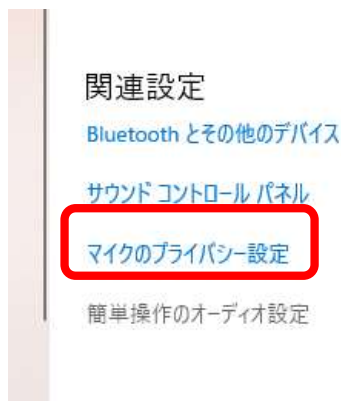 関連設定
Bluetooth とその他のデバイス
サウンド コントロール パネル
マイクのプライバシー設定
簡単操作のオーディオ設定